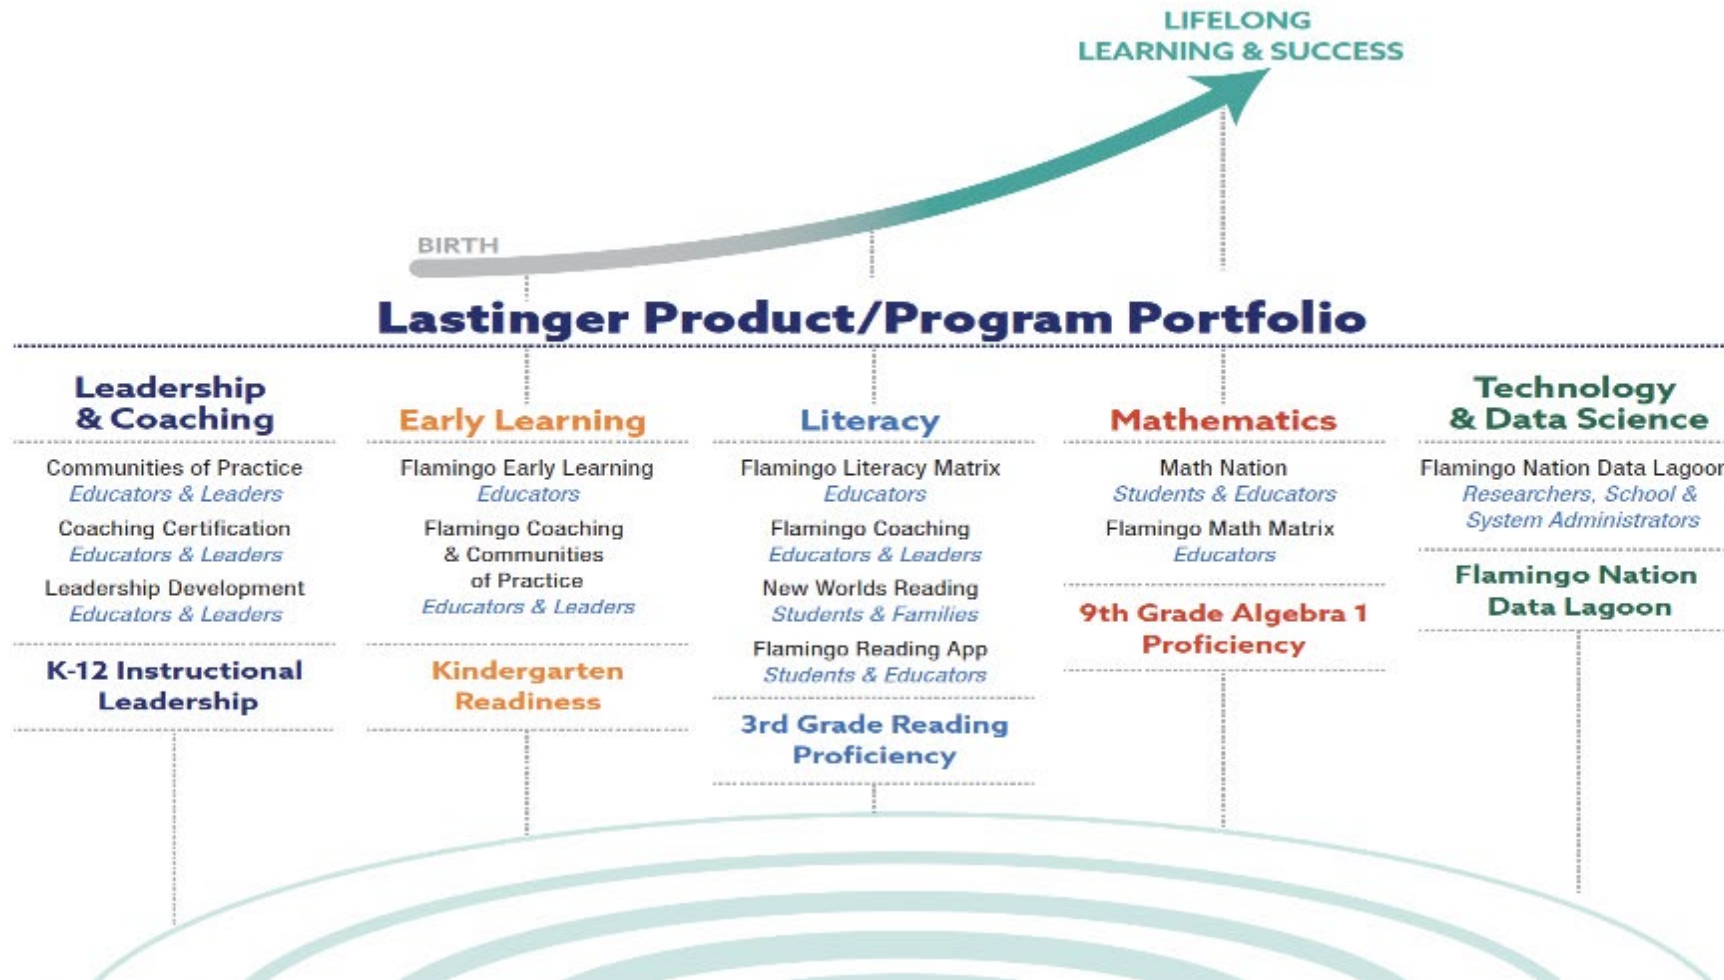 LIFELONG
LEARNING & SUCCESS
BIRTH
Lastinger Product/Program Portfolio
Leadership
& Coaching
Communities of Practice
Educators & Leaders
Coaching Certification
Educators & Leaders
Leadership Development
Educators & Leaders
K-12 Instructional
Leadership
Early Learning
Flamingo Early Learning
Educators
Flamingo Coaching
& Communities
of Practice
Educators & Leaders
Kindergarten
Readiness
Literacy
Flamingo Literacy Matrix
Educators
Flamingo Coaching
Educators & Leaders
New Worlds Reading
Students & Families
Flamingo Reading App
Students & Educators
3rd Grade Reading
Proficiency
Mathematics
Math Nation
Students & Educators
Flamingo Math Matrix
Educators
9th Grade Algebra 1
Proficiency
Technology
& Data Science
Flamingo Nation Data Lagoon
Researchers, School &
System Administrators
Flamingo Nation
Data Lagoon